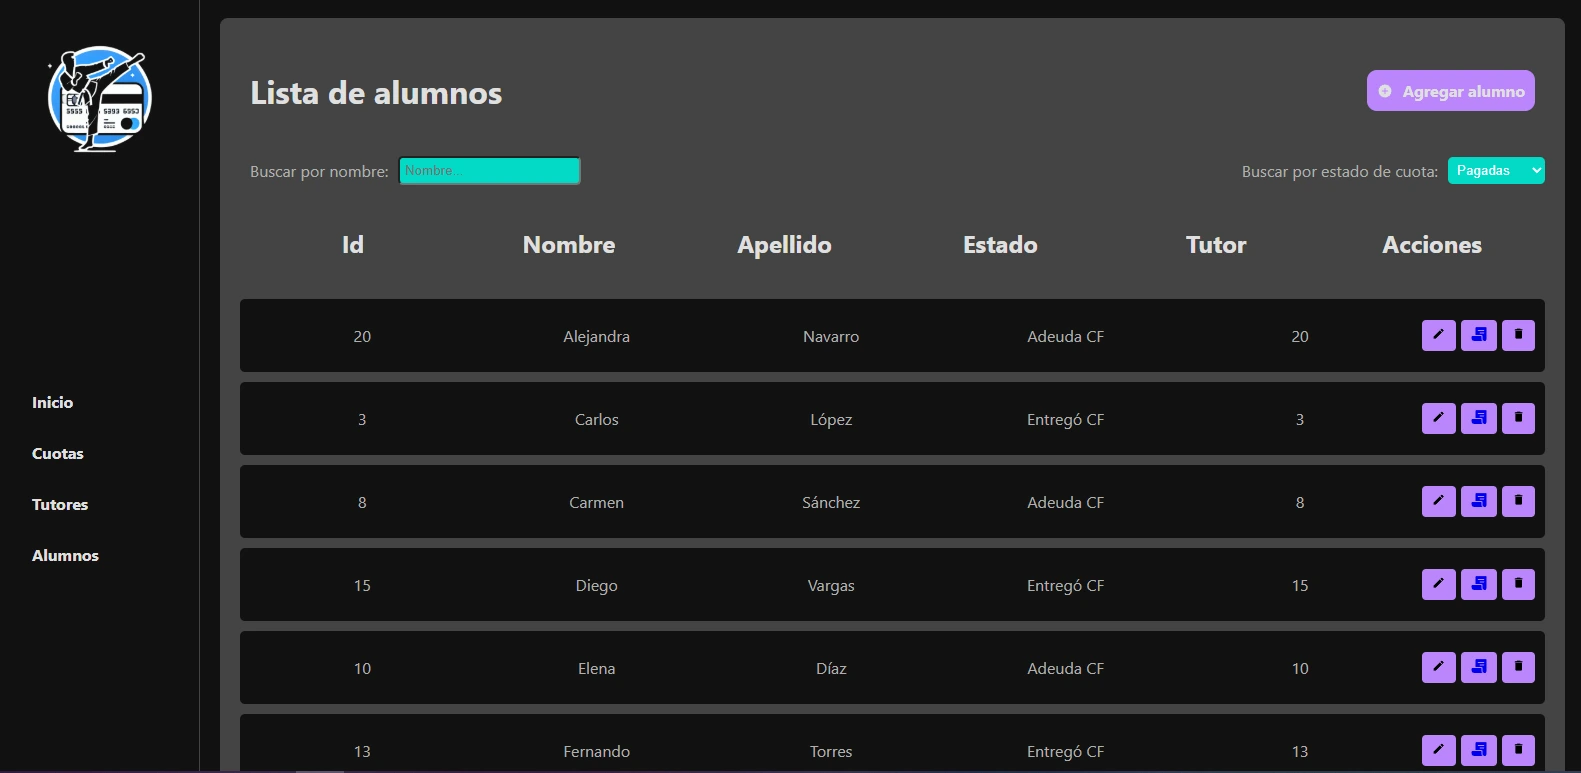 5555 5393 6953
Lista de alumnos
Agregar alumno
Buscar por nombre: Nombre...
Buscar por estado de cuota: Pagadas
Id Nombre Apellido Estado Tutor Acciones
20 Alejandra Navarro Adeuda CF 20
3 Carlos López Entregó CF 3
8 Carmen Sánchez Adeuda CF 8
15 Diego Vargas Entregó CF 15
10 Elena Díaz Adeuda CF 10
13 Fernando Torres Entregó CF 13
Inicio
Cuotas
Tutores
Alumnos